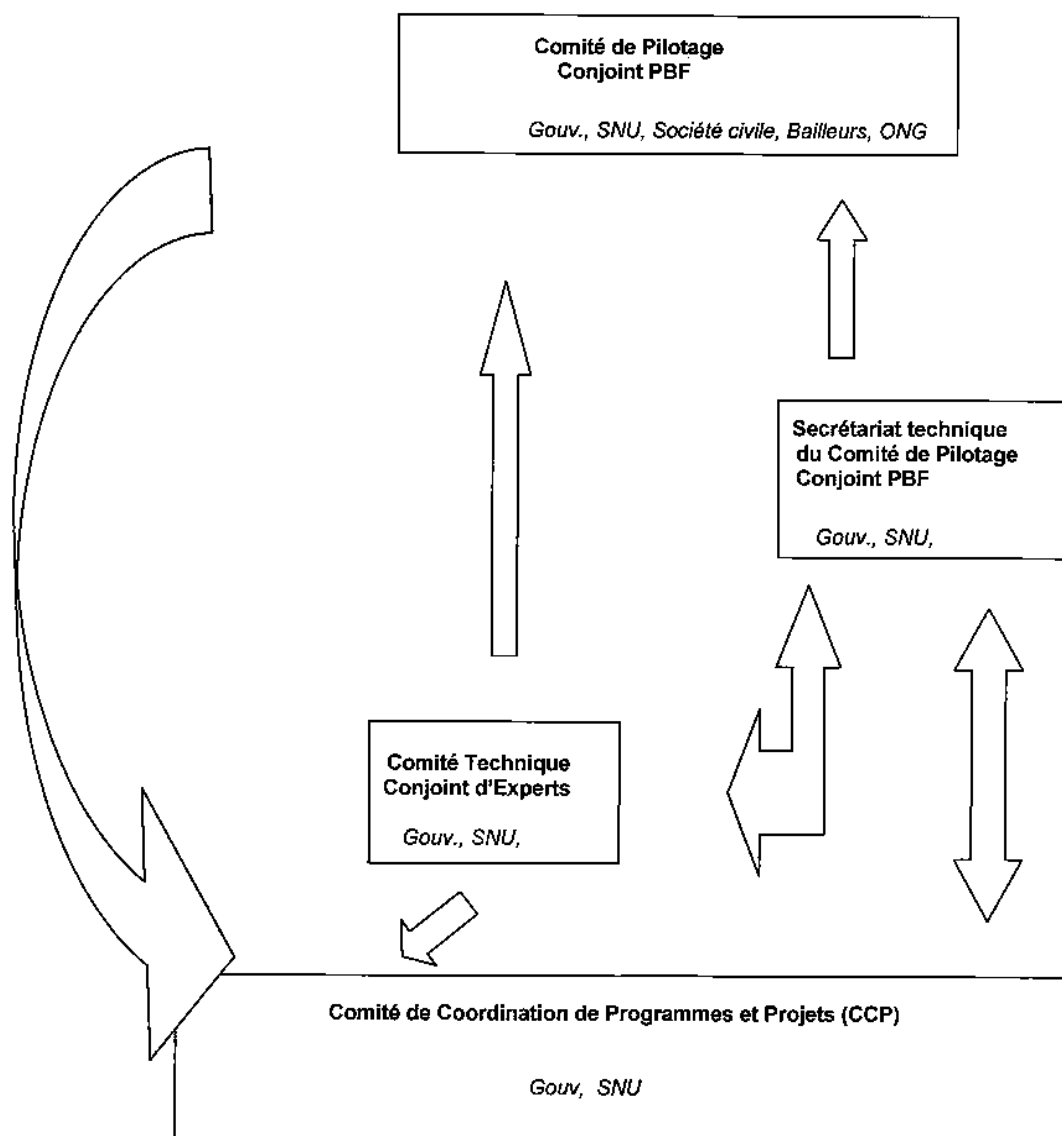 Comité de Pilotage
Conjoint PBF
Gouv., SNU, Société civile, Bailleurs, ONG
Secrétariat technique
du Comité de Pilotage
Conjoint PBF
Gouv., SNU,
Comité Technique
Conjoint d'Experts
Gouv., SNU,
Comité de Coordination de Programmes et Projets (CCP)
Gouv, SNU